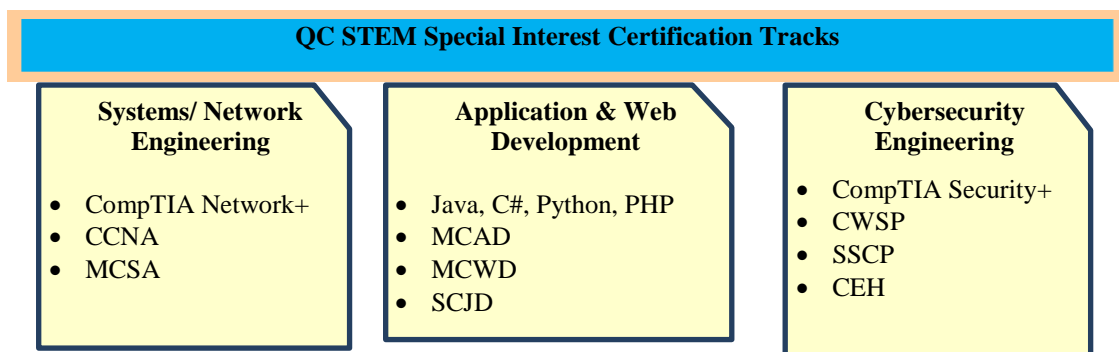 QC STEM Special Interest Certification Tracks
Systems/ Network
Engineering
• CompTIA Network+
• CCNA
• MCSA
Application & Web
Development
• Java, C#, Python, PHP
• MCAD
• MCWD
• SCJD
Cybersecurity
Engineering
• CompTIA Security+
• CWSP
• SSCP
• CEH